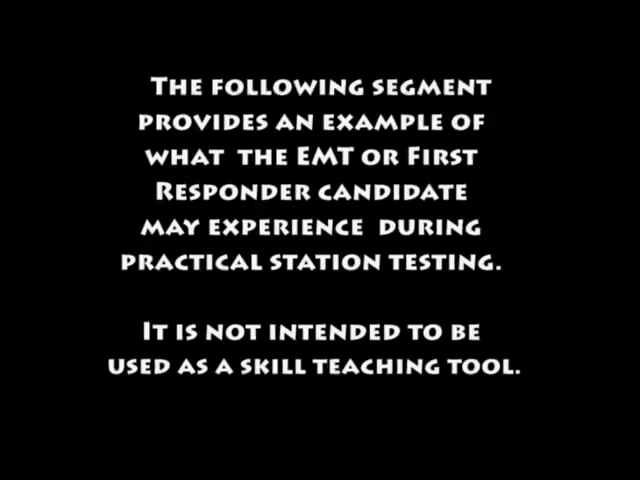 The following segment
provides an example of
what the EMT or First
Responder candidate
may experience during
practical station testing.
It is not intended to be
used as a skill teaching tool.